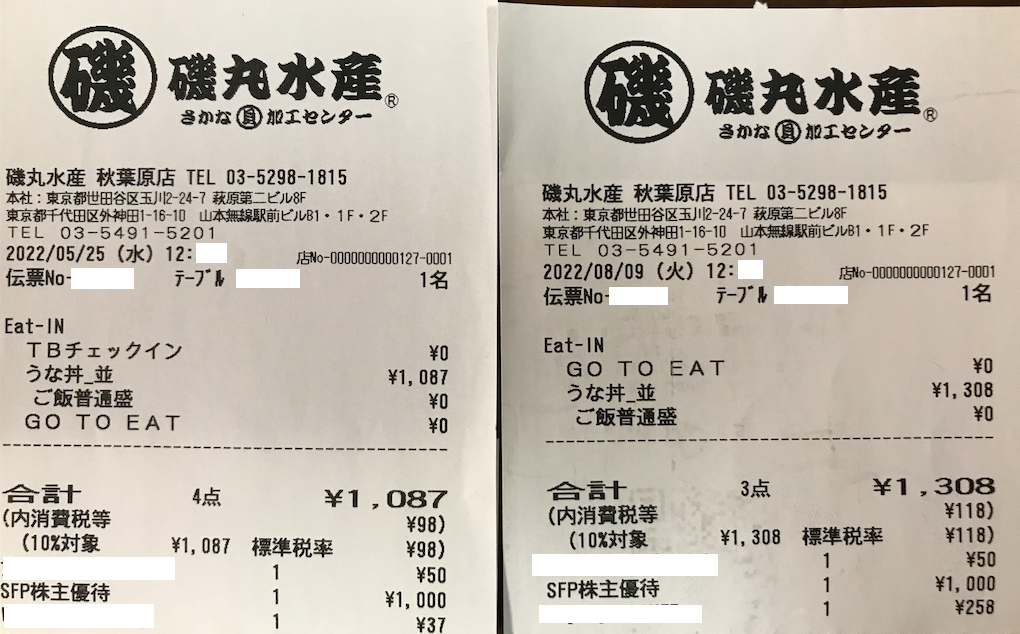 磯
磯丸水産®
さかな 貝 加工センター
磯丸水産 秋葉原店 TEL 03-5298-1815
本社：東京都世田谷区玉川2-24-7 萩原第二ビル8F
東京都千代田区外神田1-16-10 山本無線駅前ビルB1・1F・2F
TEL 03-5491-5201
2022/05/25 (水) 12:
店No-0000000000127-0001
伝票No- テーブル 1名
Eat-IN
TBチェックイン ¥0
うな丼_並 ¥1,087
ご飯普通盛 ¥0
GO TO EAT ¥0
合計 4点 ¥1,087
(内消費税等 ¥98)
(10%対象 ¥1,087 標準税率 ¥98)
1 ¥50
SFP株主優待 1 ¥1,000
1 ¥37
磯
磯丸水産®
さかな 貝 加工センター
磯丸水産 秋葉原店 TEL 03-5298-1815
本社：東京都世田谷区玉川2-24-7 萩原第二ビル8F
東京都千代田区外神田1-16-10 山本無線駅前ビルB1・1F・2F
TEL 03-5491-5201
2022/08/09 (火) 12:
店No-0000000000127-0001
伝票No- テーブル 1名
Eat-IN
GO TO EAT ¥0
うな丼_並 ¥1,308
ご飯普通盛 ¥0
合計 3点 ¥1,308
(内消費税等 ¥118)
(10%対象 ¥1,308 標準税率 ¥118)
1 ¥50
SFP株主優待 1 ¥1,000
1 ¥258